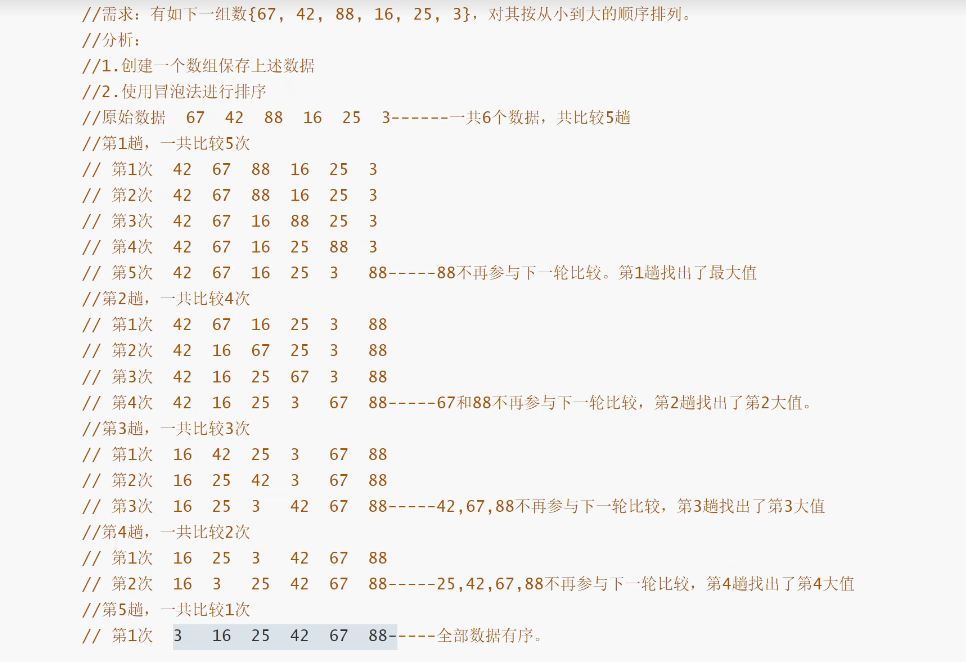 //需求：有如下一组数{67, 42, 88, 16, 25, 3}，对其按从小到大的顺序排列。
//分析：
//1.创建一个数组保存上述数据
//2.使用冒泡法进行排序
//原始数据  67  42  88  16  25  3------一共6个数据，共比较5趟
//第1趟，一共比较5次
// 第1次  42  67  88  16  25  3
// 第2次  42  67  88  16  25  3
// 第3次  42  67  16  88  25  3
// 第4次  42  67  16  25  88  3
// 第5次  42  67  16  25  3   88-----88不再参与下一轮比较。第1趟找出了最大值
//第2趟，一共比较4次
// 第1次  42  67  16  25  3   88
// 第2次  42  16  67  25  3   88
// 第3次  42  16  25  67  3   88
// 第4次  42  16  25  3   67  88-----67和88不再参与下一轮比较，第2趟找出了第2大值。
//第3趟，一共比较3次
// 第1次  16  42  25  3   67  88
// 第2次  16  25  42  3   67  88
// 第3次  16  25  3   42  67  88-----42,67,88不再参与下一轮比较，第3趟找出了第3大值
//第4趟，一共比较2次
// 第1次  16  25  3   42  67  88
// 第2次  16  3   25  42  67  88-----25,42,67,88不再参与下一轮比较，第4趟找出了第4大值
//第5趟，一共比较1次
// 第1次  3   16  25  42  67  88-----全部数据有序。